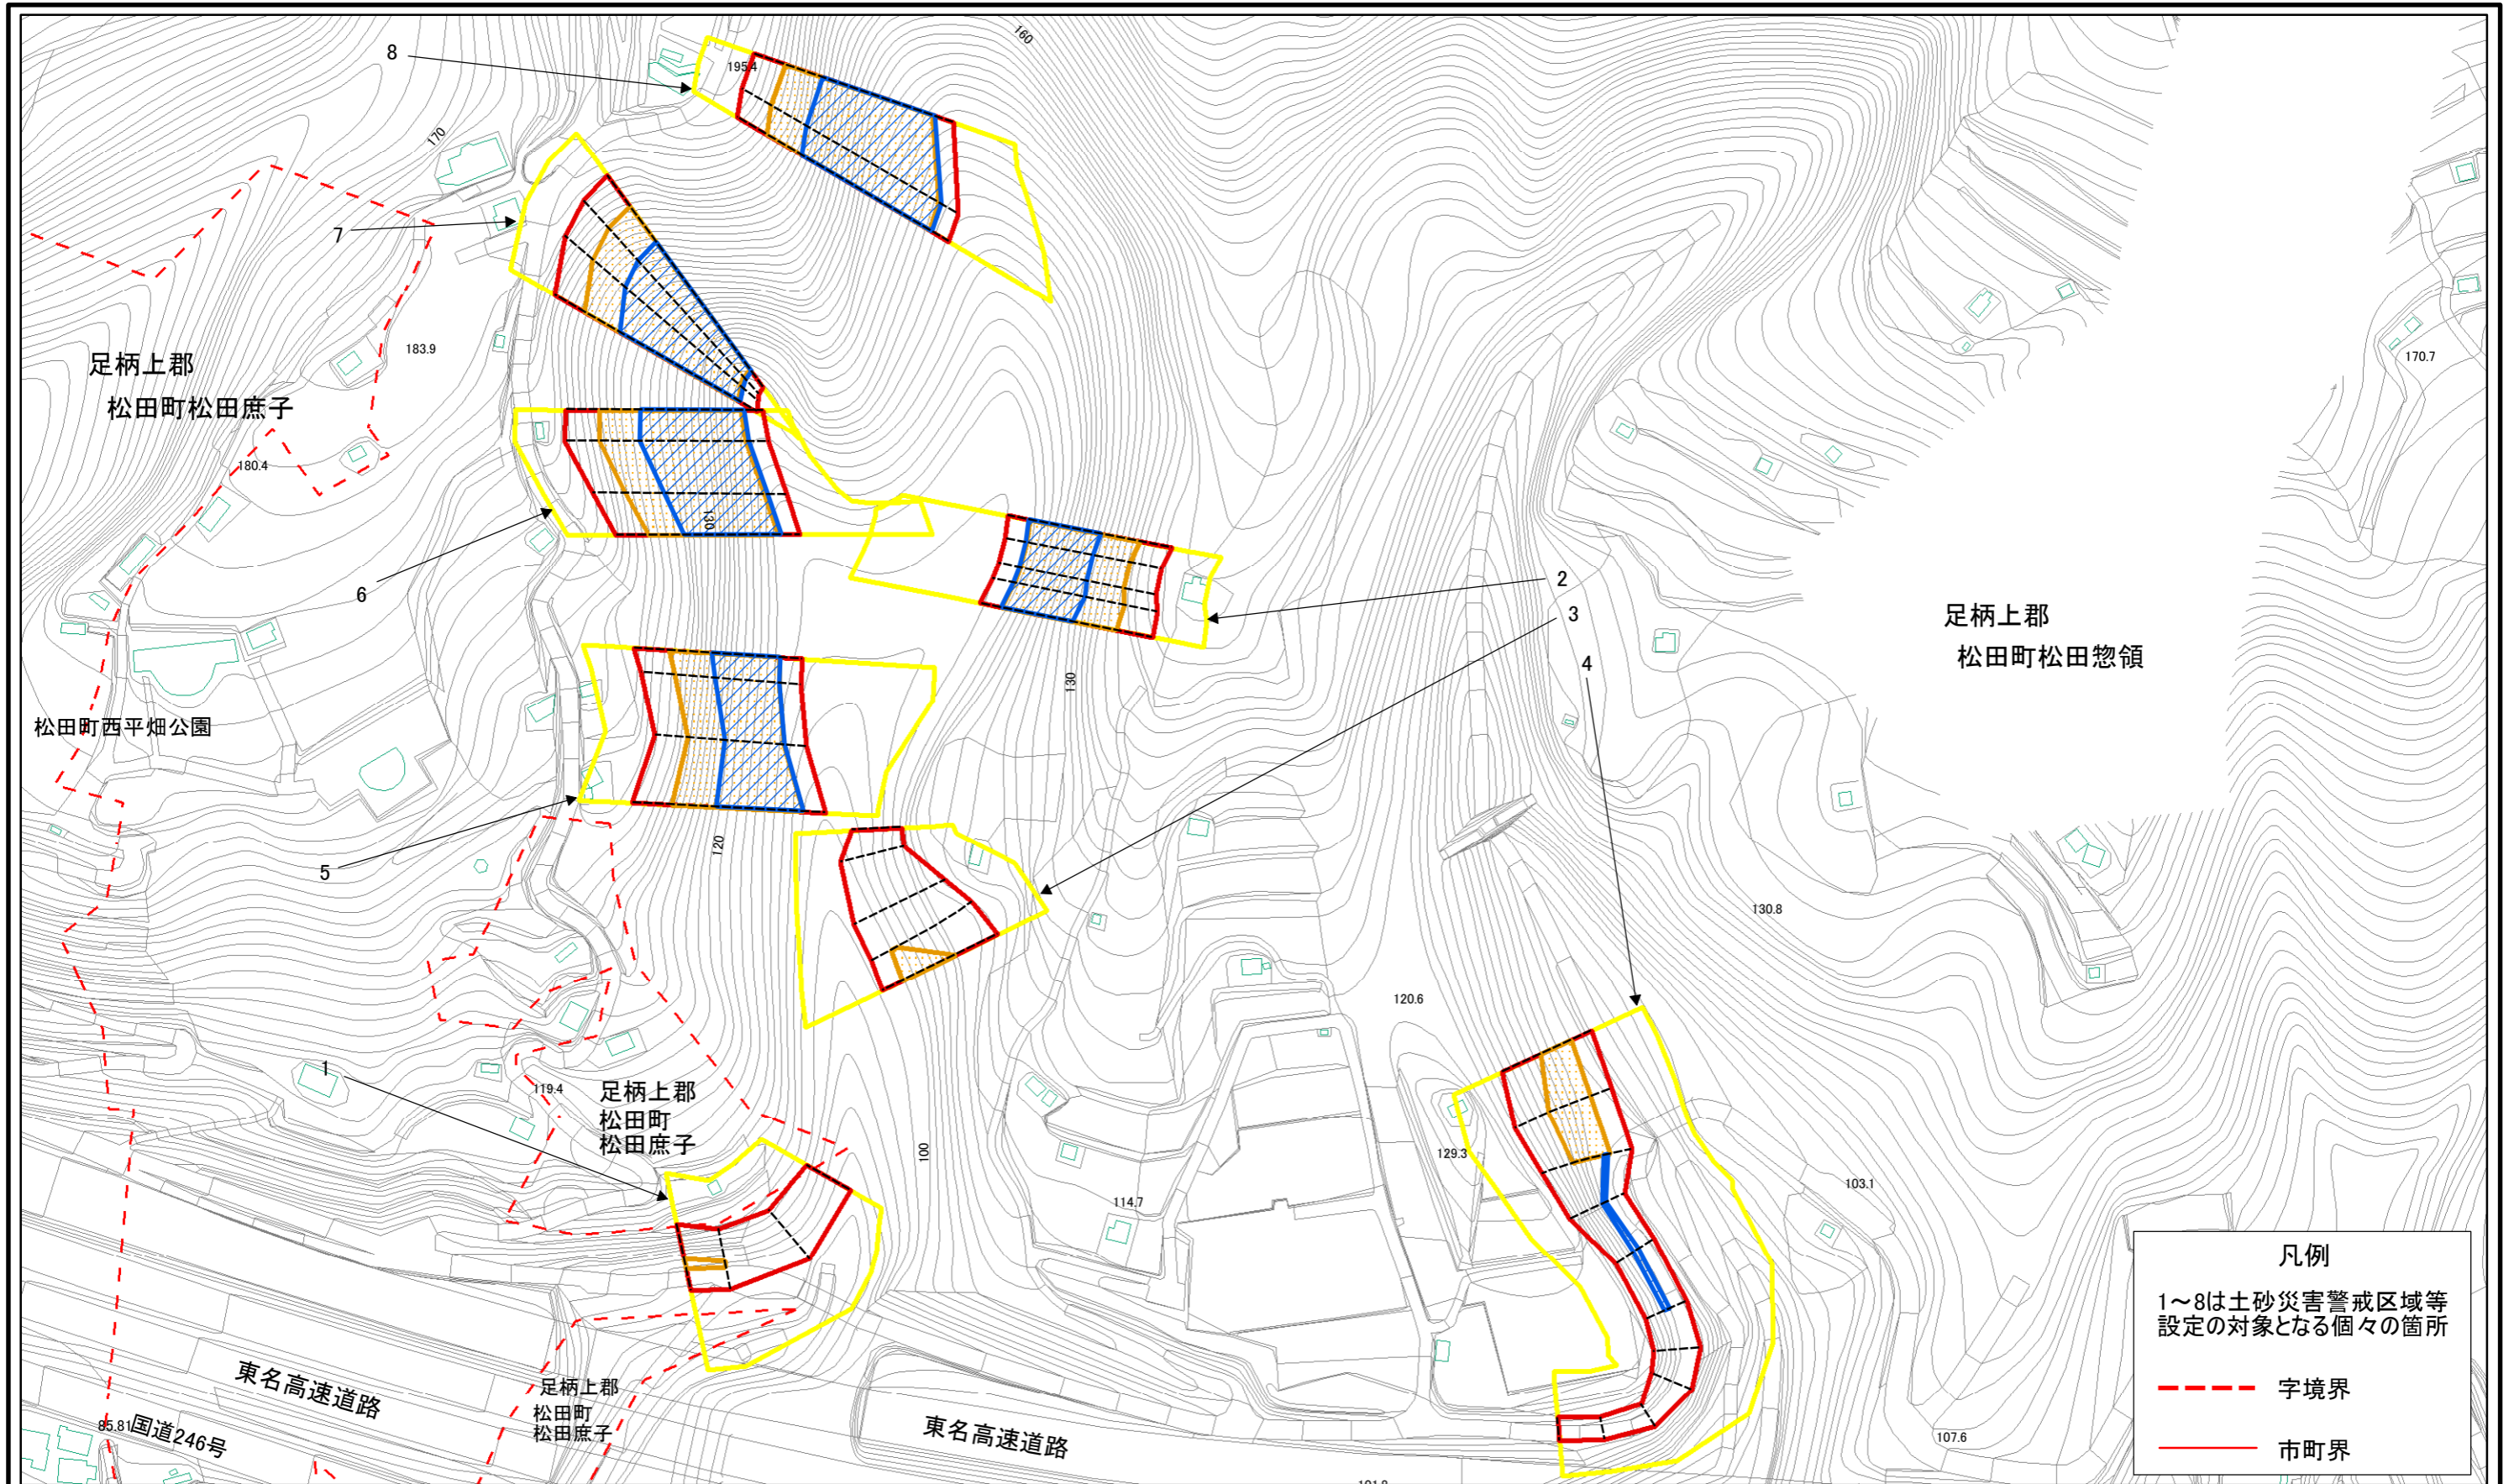 160
8
195.4
170
7
183.9
足柄上郡
松田町松田庶子
170.7
180.4
130
6
2
3
足柄上郡
松田町松田惣領
4
130
松田町西平畑公園
120
5
130.8
120.6
1
119.4
足柄上郡
松田町
松田庶子
100
129.3
103.1
114.7
凡例
1～8は土砂災害警戒区域等
設定の対象となる個々の箇所
字境界
市町界
東名高速道路
足柄上郡
松田町
松田庶子
85.81
国道246号
東名高速道路
107.6